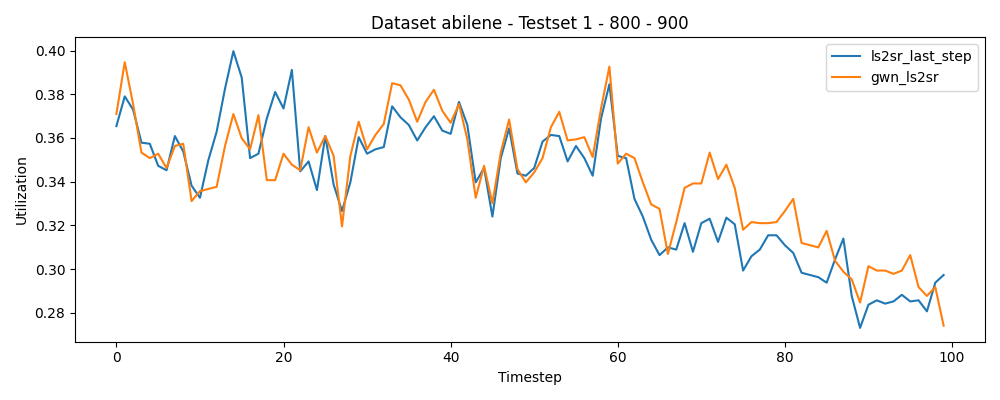 Dataset abilene - Testset 1 - 800 - 900
ls2sr_last_step
gwn_ls2sr
Utilization
0.40
0.38
0.36
0.34
0.32
0.30
0.28
0
20
40
60
80
100
Timestep